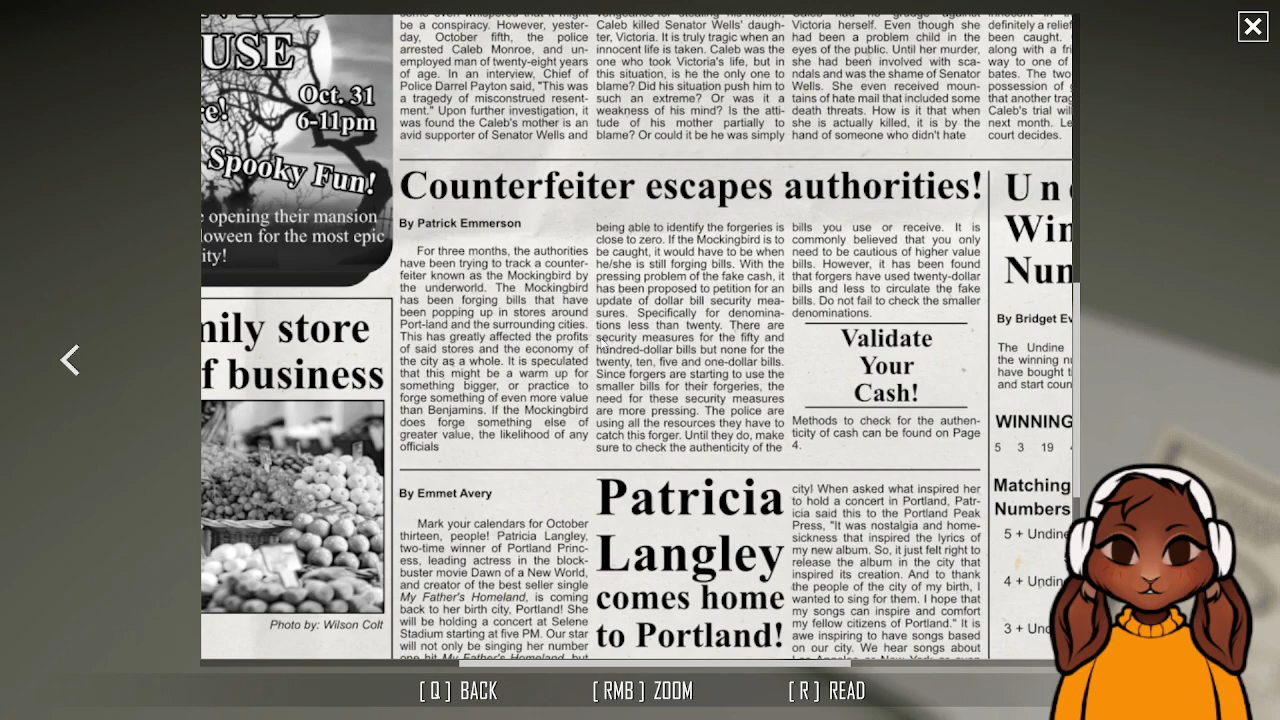 USE
e!
Oct. 31
6-11pm
Spooky Fun!
e opening their mansion
loween for the most epic
ity!
mily store
f business
Photo by: Wilson Colt
be a conspiracy. However, yester-
day, October fifth, the police
arrested Caleb Monroe, and un-
employed man of twenty-eight years
of age. In an interview, Chief of
Police Darrel Payton said, "This was
a tragedy of misconstrued resent-
ment." Upon further investigation, it
was found the Caleb's mother is an
avid supporter of Senator Wells and
Caleb killed Senator Wells' daugh-
ter, Victoria. It is truly tragic when an
innocent life is taken. Caleb was the
one who took Victoria's life, but in
this situation, is he the only one to
blame? Did his situation push him to
such an extreme? Or was it a
weakness of his mind? Is the atti-
tude of his mother partially to
blame? Or could it be he was simply
Victoria herself. Even though she
had been a problem child in the
eyes of the public. Until her murder,
she had been involved with sca-
ndals and was the shame of Senator
Wells. She even received moun-
tains of hate mail that included some
death threats. How is it that when
she is actually killed, it is by the
hand of someone who didn't hate
definitely a relief
been caught.
along with a fri
way to one of
bates. The two
possession of
that another trag
Caleb's trial will
next month. Le
court decides.
Counterfeiter escapes authorities!
By Patrick Emmerson
For three months, the authorities
have been trying to track a counter-
feiter known as the Mockingbird by
the underworld. The Mockingbird
has been forging bills that have
been popping up in stores around
Port-land and the surrounding cities.
This has greatly affected the profits
of said stores and the economy of
the city as a whole. It is speculated
that this might be a warm up for
something bigger, or practice to
forge something of even more value
than Benjamins. If the Mockingbird
does forge something else of
greater value, the likelihood of any
officials
being able to identify the forgeries is
close to zero. If the Mockingbird is to
be caught, it would have to be when
he/she is still forging bills. With the
pressing problem of the fake cash, it
has been proposed to petition for an
update of dollar bill security mea-
sures. Specifically for denomina-
tions less than twenty. There are
security measures for the fifty and
hundred-dollar bills but none for the
twenty, ten, five and one-dollar bills.
Since forgers are starting to use the
smaller bills for their forgeries, the
need for these security measures
are more pressing. The police are
using all the resources they have to
catch this forger. Until they do, make
sure to check the authenticity of the
bills you use or receive. It is
commonly believed that you only
need to be cautious of higher value
bills. However, it has been found
that forgers have used twenty-dollar
bills and less to circulate the fake
bills. Do not fail to check the smaller
denominations.
Validate
Your
Cash!
Methods to check for the authen-
ticity of cash can be found on Page
4.
By Emmet Avery
Mark your calendars for October
thirteen, people! Patricia Langley,
two-time winner of Portland Princ-
ess, leading actress in the block-
buster movie Dawn of a New World,
and creator of the best seller single
My Father's Homeland, is coming
back to her birth city, Portland! She
will be holding a concert at Selene
Stadium starting at five PM. Our star
will not only be singing her number
one hit My Father's Homeland, but
Patricia
Langley
comes home
to Portland!
city! When asked what inspired her
to hold a concert in Portland, Patr-
icia said this to the Portland Peak
Press, "It was nostalgia and home-
sickness that inspired the lyrics of
my new album. So, it just felt right to
release the album in the city that
inspired its creation. And to thank
the people of the city of my birth, I
wanted to sing for them. I hope that
my songs can inspire and comfort
my fellow citizens of Portland." It is
awe inspiring to have songs based
on our city. We hear songs about
Un
Win
Num
By Bridget Ev
The Undine
the winning nu
have bought t
and start coun
WINNING
5 3 19
Matching
Numbers
5 + Undin
4 + Undin
3 + Und
[ Q ] BACK
[ RMB ] ZOOM
[ R ] READ